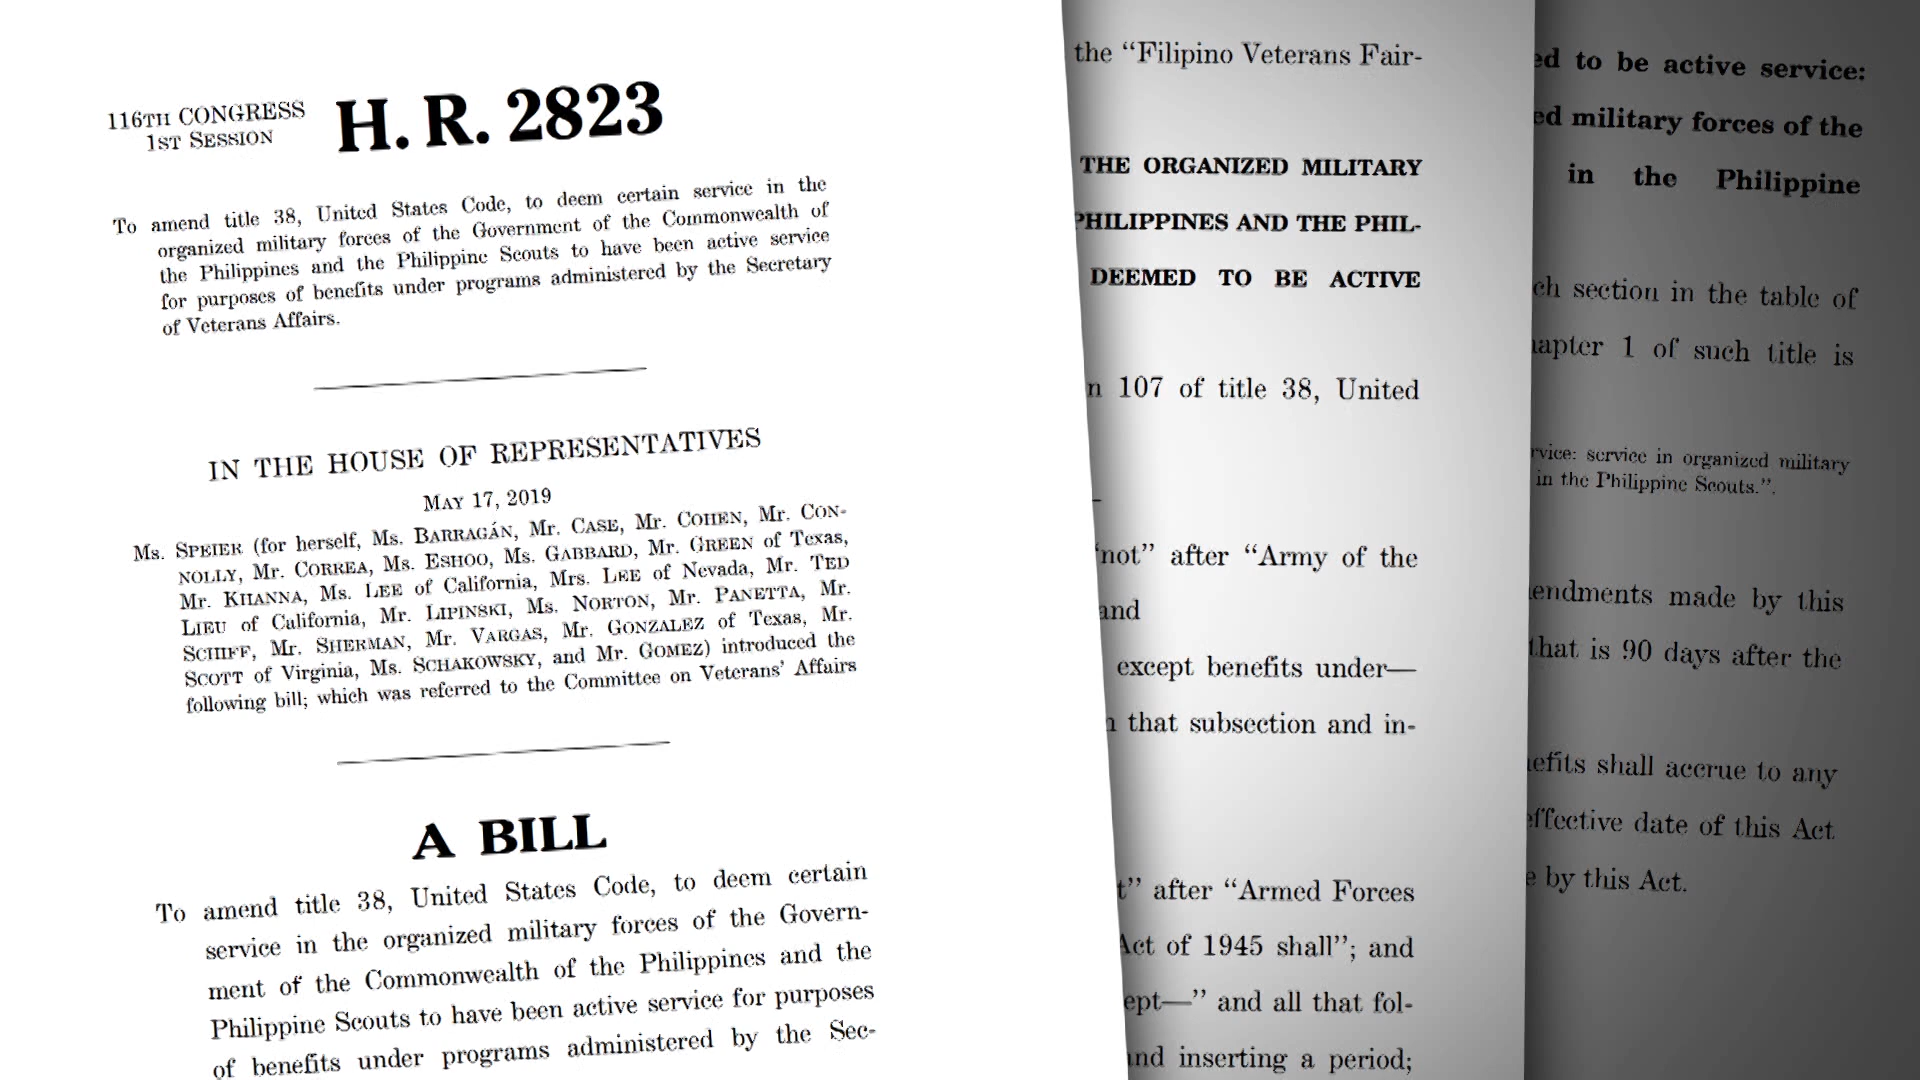 116TH CONGRESS
1ST SESSION
H. R. 2823
To amend title 38, United States Code, to deem certain service in the
organized military forces of the Government of the Commonwealth of
the Philippines and the Philippine Scouts to have been active service
for purposes of benefits under programs administered by the Secretary
of Veterans Affairs.
IN THE HOUSE OF REPRESENTATIVES
MAY 17, 2019
Ms. SPEIER (for herself, Ms. BARRAGÁN, Mr. CASE, Mr. COHEN, Mr. CON-
NOLLY, Mr. CORREA, Ms. ESHOO, Ms. GABBARD, Mr. GREEN of Texas,
Mr. KHANNA, Ms. LEE of California, Mrs. LEE of Nevada, Mr. TED
LIEU of California, Mr. LIPINSKI, Ms. NORTON, Mr. PANETTA, Mr.
SCHIFF, Mr. SHERMAN, Mr. VARGAS, Mr. GONZALEZ of Texas, Mr.
SCOTT of Virginia, Ms. SCHAKOWSKY, and Mr. GOMEZ) introduced the
following bill; which was referred to the Committee on Veterans’ Affairs
A BILL
To amend title 38, United States Code, to deem certain
service in the organized military forces of the Govern-
ment of the Commonwealth of the Philippines and the
Philippine Scouts to have been active service for purposes
of benefits under programs administered by the Sec-
the “Filipino Veterans Fair-
THE ORGANIZED MILITARY
PHILIPPINES AND THE PHIL-
DEEMED TO BE ACTIVE
107 of title 38, United
—
not” after “Army of the
and
except benefits under—
that subsection and in-
” after “Armed Forces
Act of 1945 shall”; and
ept—” and all that fol-
and inserting a period;
ed to be active service:
ed military forces of the
in the Philippine
ch section in the table of
hapter 1 of such title is
rvice: service in organized military
in the Philippine Scouts.”.
endments made by this
that is 90 days after the
efits shall accrue to any
effective date of this Act
by this Act.